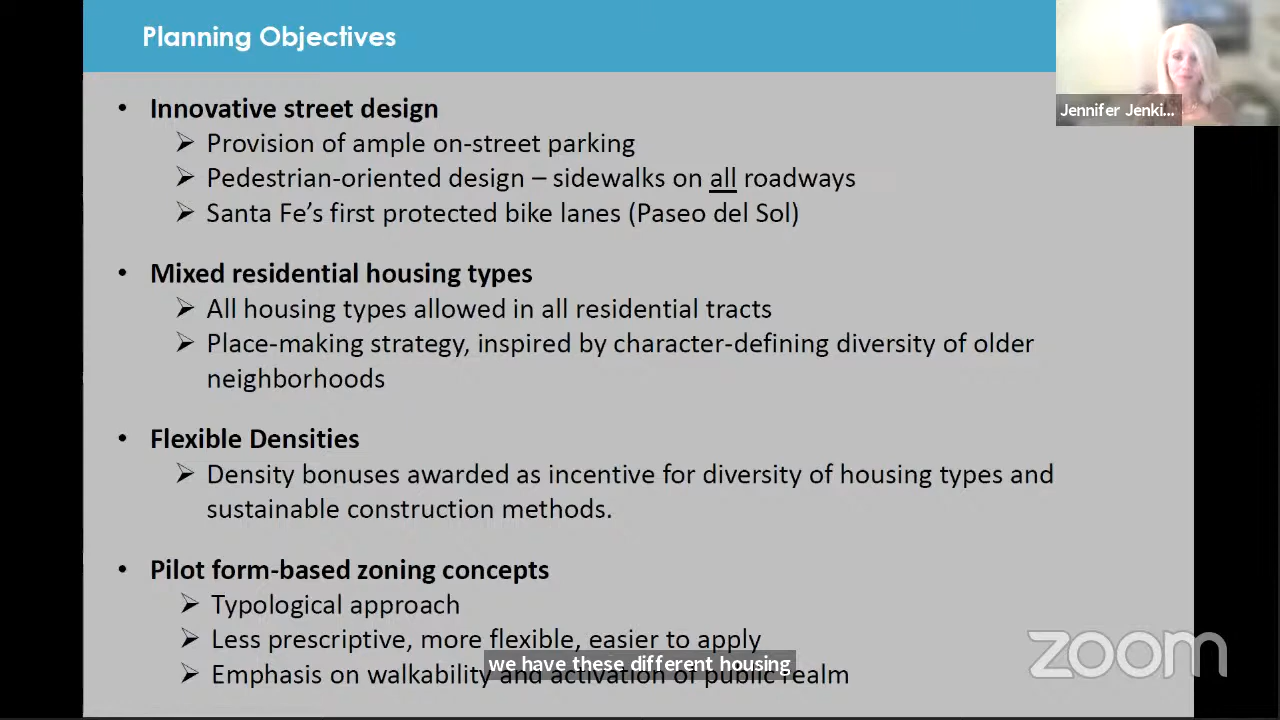 Planning Objectives
Jennifer Jenki...
• Innovative street design
➢ Provision of ample on-street parking
➢ Pedestrian-oriented design – sidewalks on all roadways
➢ Santa Fe’s first protected bike lanes (Paseo del Sol)
• Mixed residential housing types
➢ All housing types allowed in all residential tracts
➢ Place-making strategy, inspired by character-defining diversity of older
neighborhoods
• Flexible Densities
➢ Density bonuses awarded as incentive for diversity of housing types and
sustainable construction methods.
• Pilot form-based zoning concepts
➢ Typological approach
➢ Less prescriptive, more flexible, easier to apply
we have these different housing
➢ Emphasis on walkability and activation of public realm
zoom